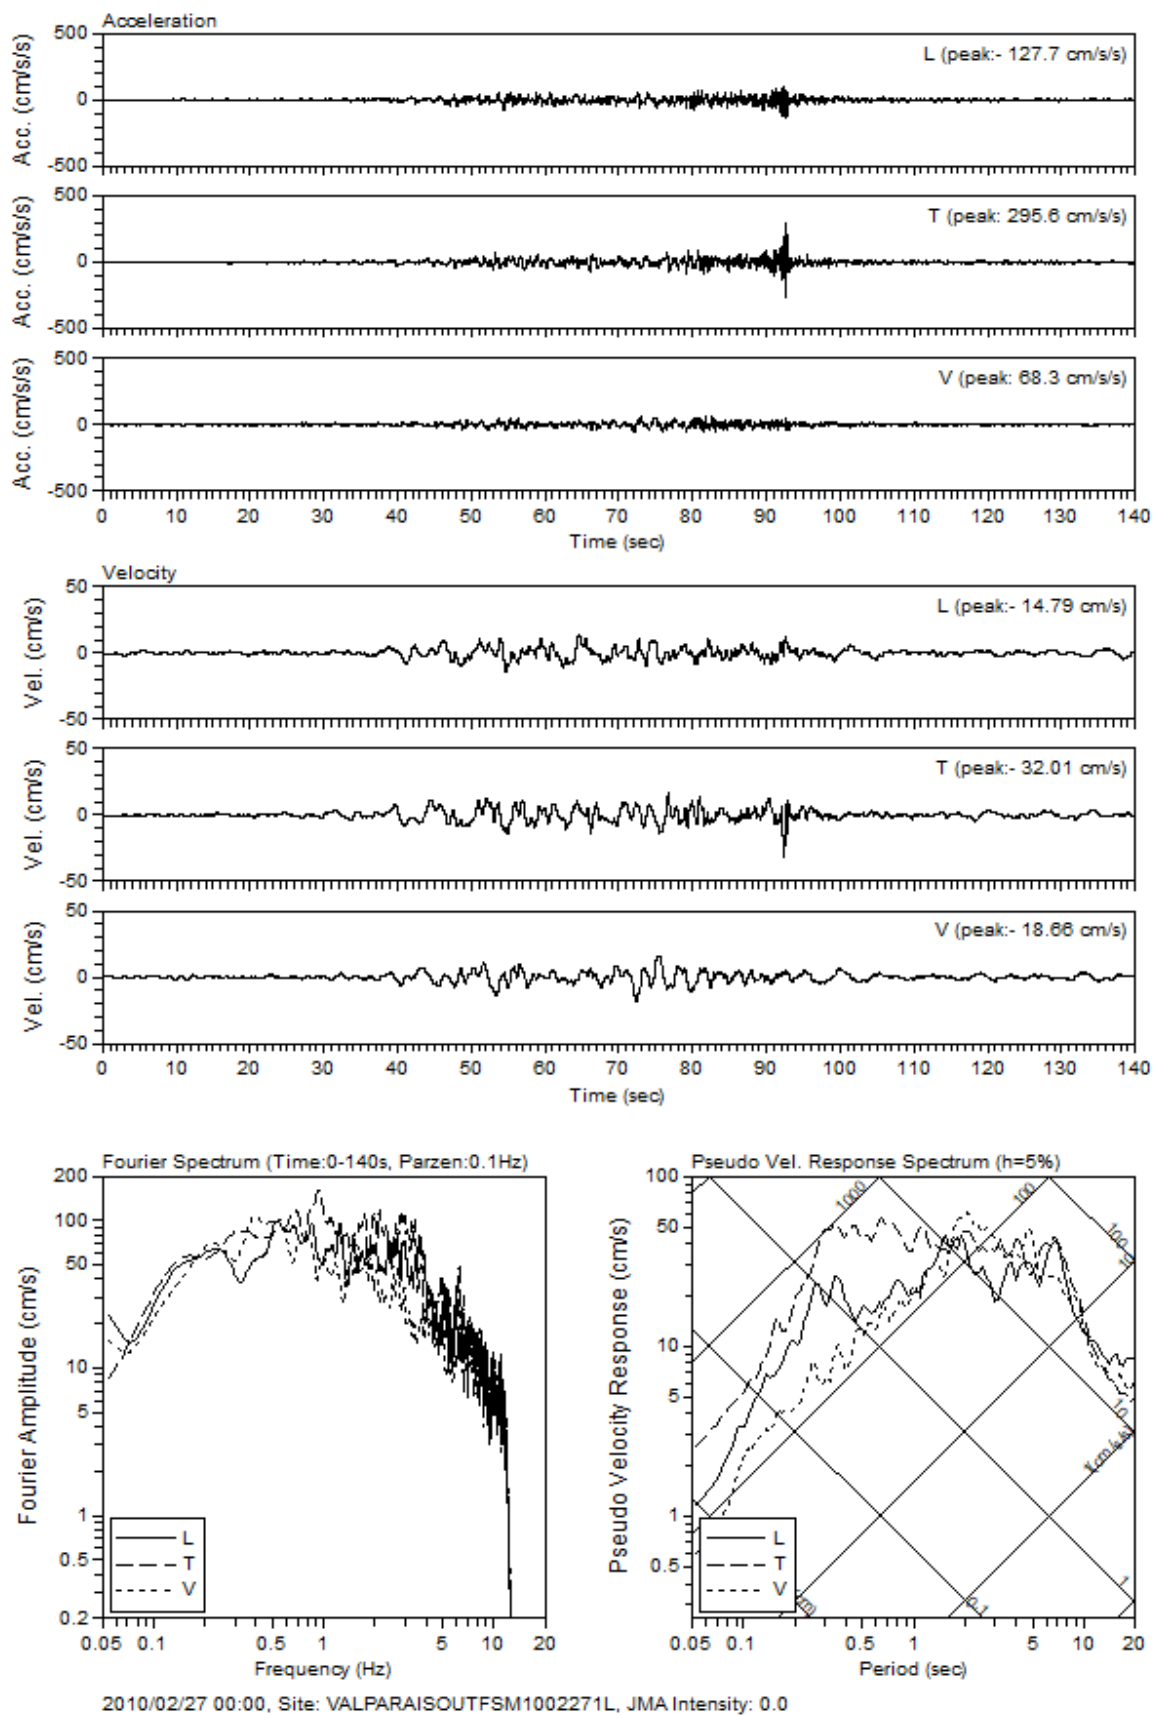 Acceleration
500
0
-500
Acc. (cm/s/s)
L (peak:- 127.7 cm/s/s)
500
0
-500
Acc. (cm/s/s)
T (peak: 295.6 cm/s/s)
500
0
-500
Acc. (cm/s/s)
V (peak: 68.3 cm/s/s)
0 10 20 30 40 50 60 70 80 90 100 110 120 130 140
Time (sec)
Velocity
50
0
-50
Vel. (cm/s)
L (peak:- 14.79 cm/s)
50
0
-50
Vel. (cm/s)
T (peak:- 32.01 cm/s)
50
0
-50
Vel. (cm/s)
V (peak:- 18.66 cm/s)
0 10 20 30 40 50 60 70 80 90 100 110 120 130 140
Time (sec)
Fourier Spectrum (Time:0-140s, Parzen:0.1Hz)
200
100
50
10
5
1
0.5
0.2
Fourier Amplitude (cm/s)
L
T
V
0.05 0.1 0.5 1 5 10 20
Frequency (Hz)
Pseudo Vel. Response Spectrum (h=5%)
100
50
10
5
1
0.5
Pseudo Velocity Response (cm/s)
1000
100
100
10
10
(cm/s/s)
1
0.1
L
T
V
0.05 0.1 0.5 1 5 10 20
Period (sec)
2010/02/27 00:00, Site: VALPARAISOUTFSM1002271L, JMA Intensity: 0.0